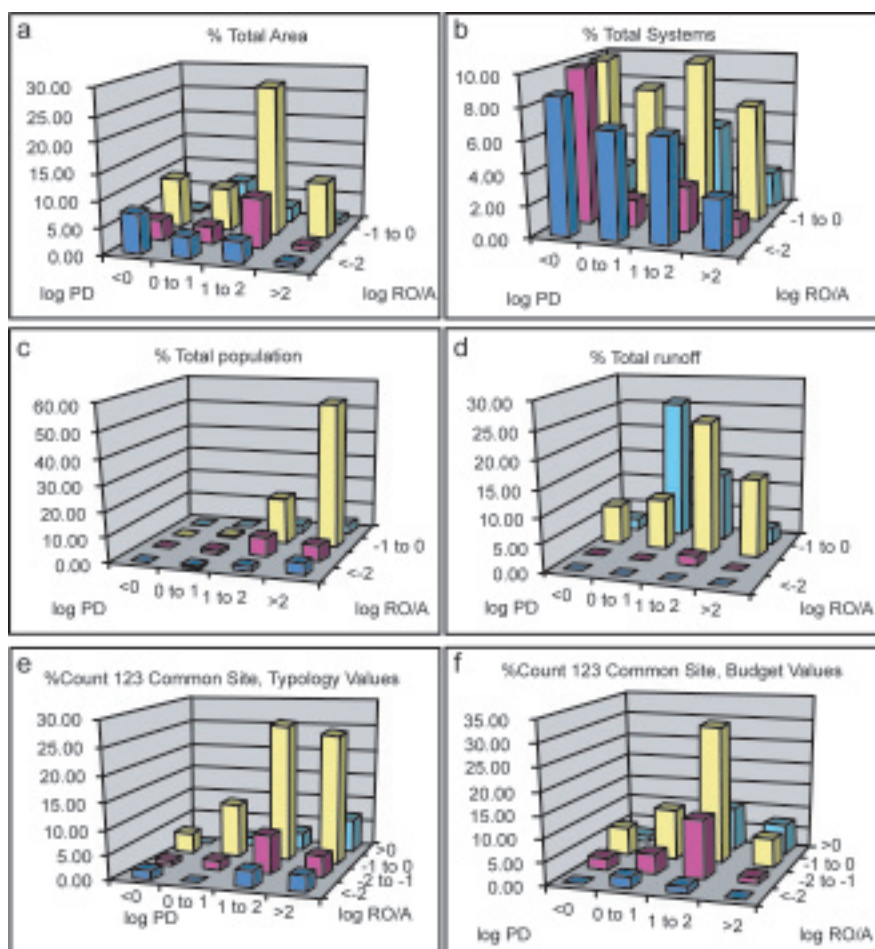 a
% Total Area
30.00
25.00
20.00
15.00
10.00
5.00
0.00
<0
0 to 1
1 to 2
>2
-1 to 0
<-2
log PD
log RO/A
b
% Total Systems
10.00
8.00
6.00
4.00
2.00
0.00
<0
0 to 1
1 to 2
>2
-1 to 0
<-2
log PD
log RO/A
c
% Total population
60.00
50.00
40.00
30.00
20.00
10.00
0.00
<0
0 to 1
1 to 2
>2
-1 to 0
<-2
log PD
log RO/A
d
% Total runoff
30.00
25.00
20.00
15.00
10.00
5.00
0.00
<0
0 to 1
1 to 2
>2
-1 to 0
<-2
log PD
log RO/A
e
%Count 123 Common Site, Typology Values
30.00
25.00
20.00
15.00
10.00
5.00
0.00
<0
0 to 1
1 to 2
>2
>0
-1 to 0
-2 to -1
<-2
log PD
log RO/A
f
%Count 123 Common Site, Budget Values
35.00
30.00
25.00
20.00
15.00
10.00
5.00
0.00
<0
0 to 1
1 to 2
>2
>0
-1 to 0
-2 to -1
<-2
log PD
log RO/A